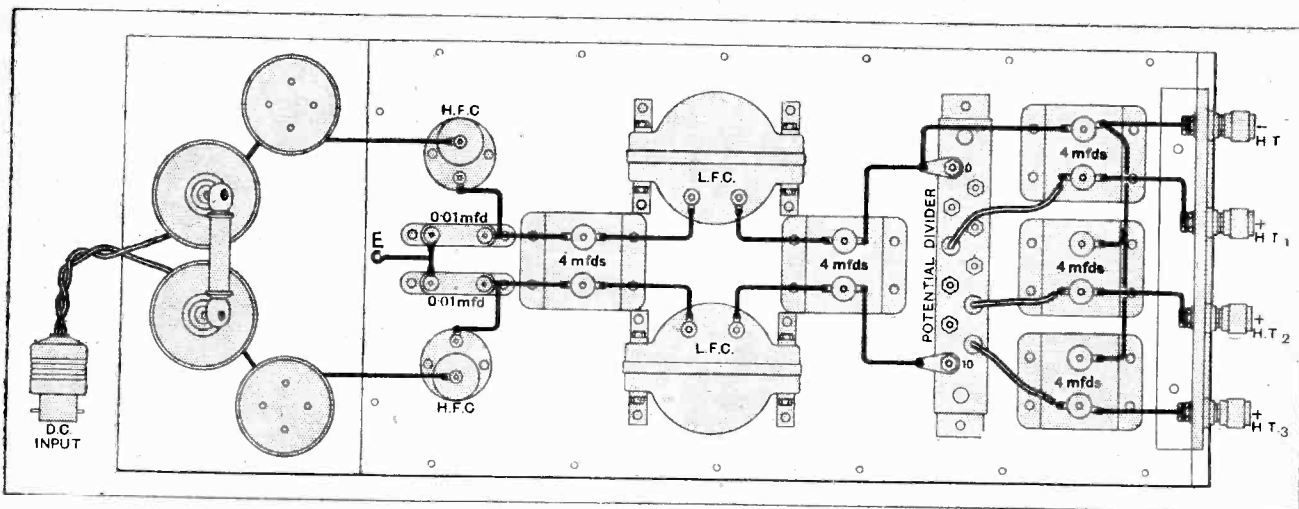 H.F.C
0·01mfd
E
0·01mfd
H.F.C
D.C.
INPUT
4 mfds
L.F.C.
L.F.C.
4 mfds
POTENTIAL DIVIDER
0
10
4 mfds
4 mfds
4 mfds
−
H T
+
H.T.1
+
H.T.2
+
H.T.3